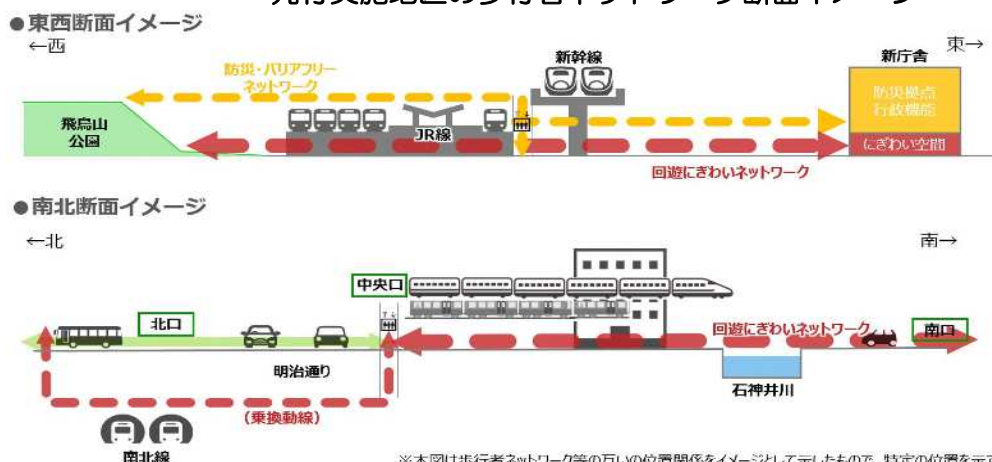 ●東西断面イメージ
←西
東→
新幹線
新庁舎
防災・バリアフリー
ネットワーク
防災拠点
行政機能
飛鳥山
公園
JR線
にぎわい空間
回遊にぎわいネットワーク
●南北断面イメージ
←北
南→
中央口
北口
回遊にぎわいネットワーク
南口
明治通り
石神井川
(乗換動線)
南北線